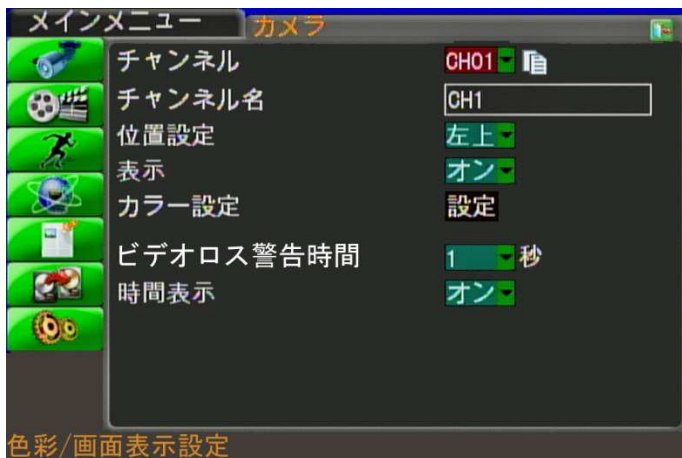 メインメニュー カメラ
チャンネル CH01
チャンネル名 CH1
位置設定 左上
表示 オン
カラー設定 設定
ビデオロス警告時間 1 秒
時間表示 オン
色彩/画面表示設定